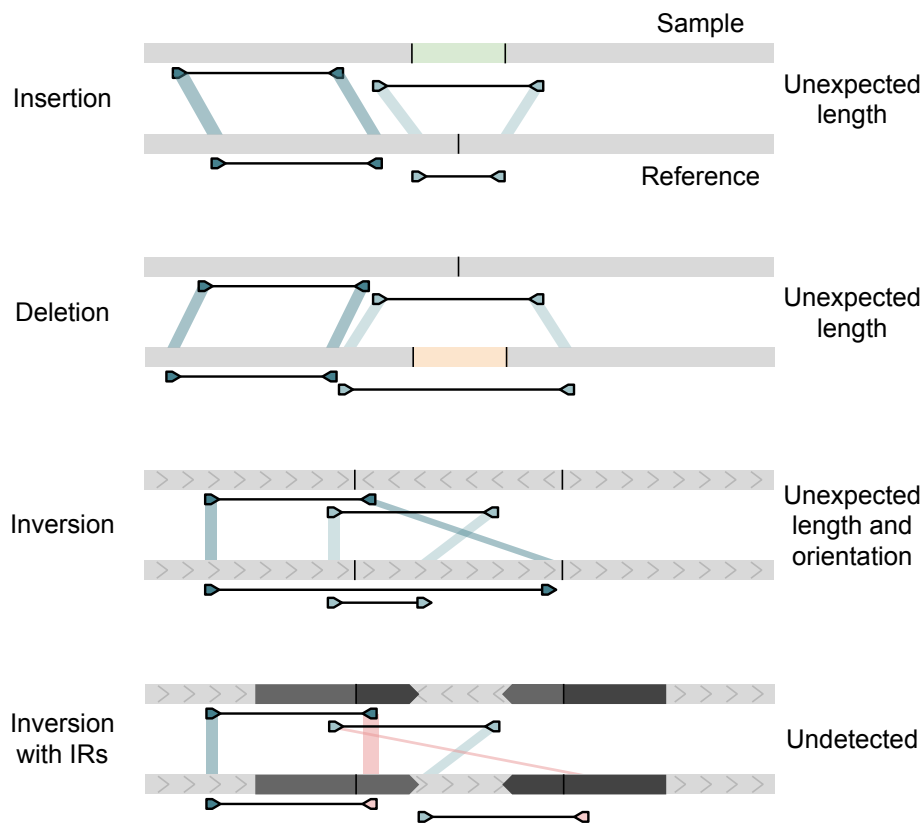 Sample
Insertion
Unexpected
length
Reference
Deletion
Unexpected
length
Inversion
Unexpected
length and
orientation
Inversion
with IRs
Undetected